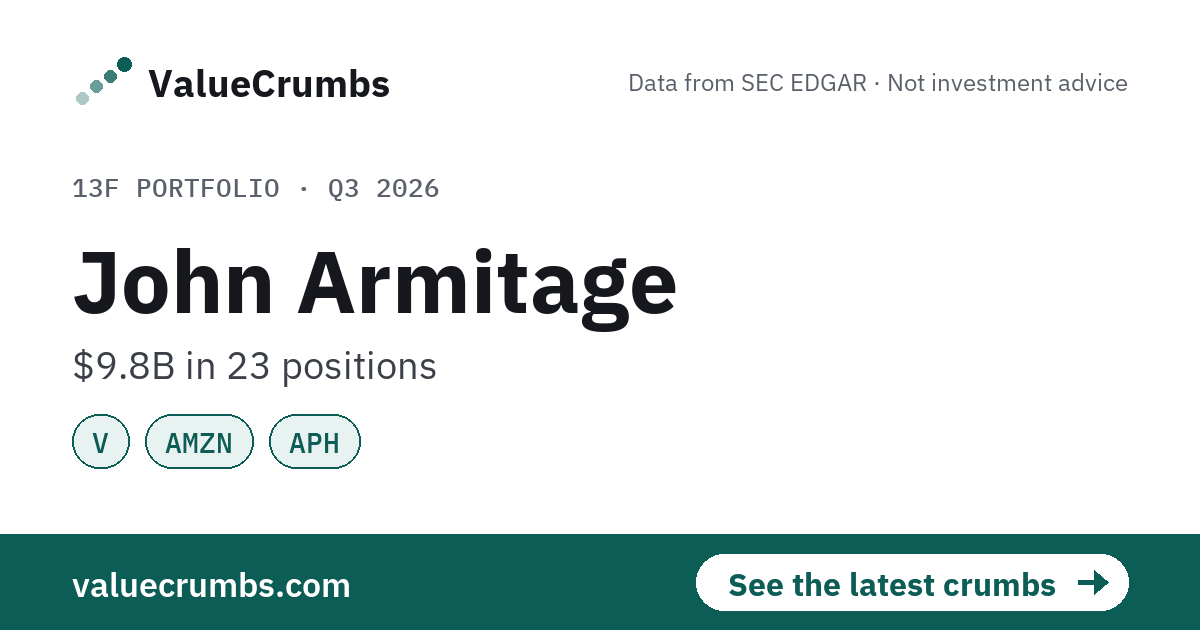 ValueCrumbs
Data from SEC EDGAR · Not investment advice
13F PORTFOLIO · Q3 2026
John Armitage
$9.8B in 23 positions
V AMZN APH
valuecrumbs.com
See the latest crumbs